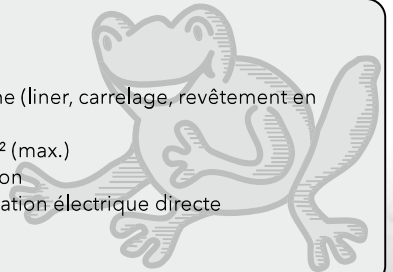 ne (liner, carrelage, revêtement en
² (max.)
on
ation électrique directe